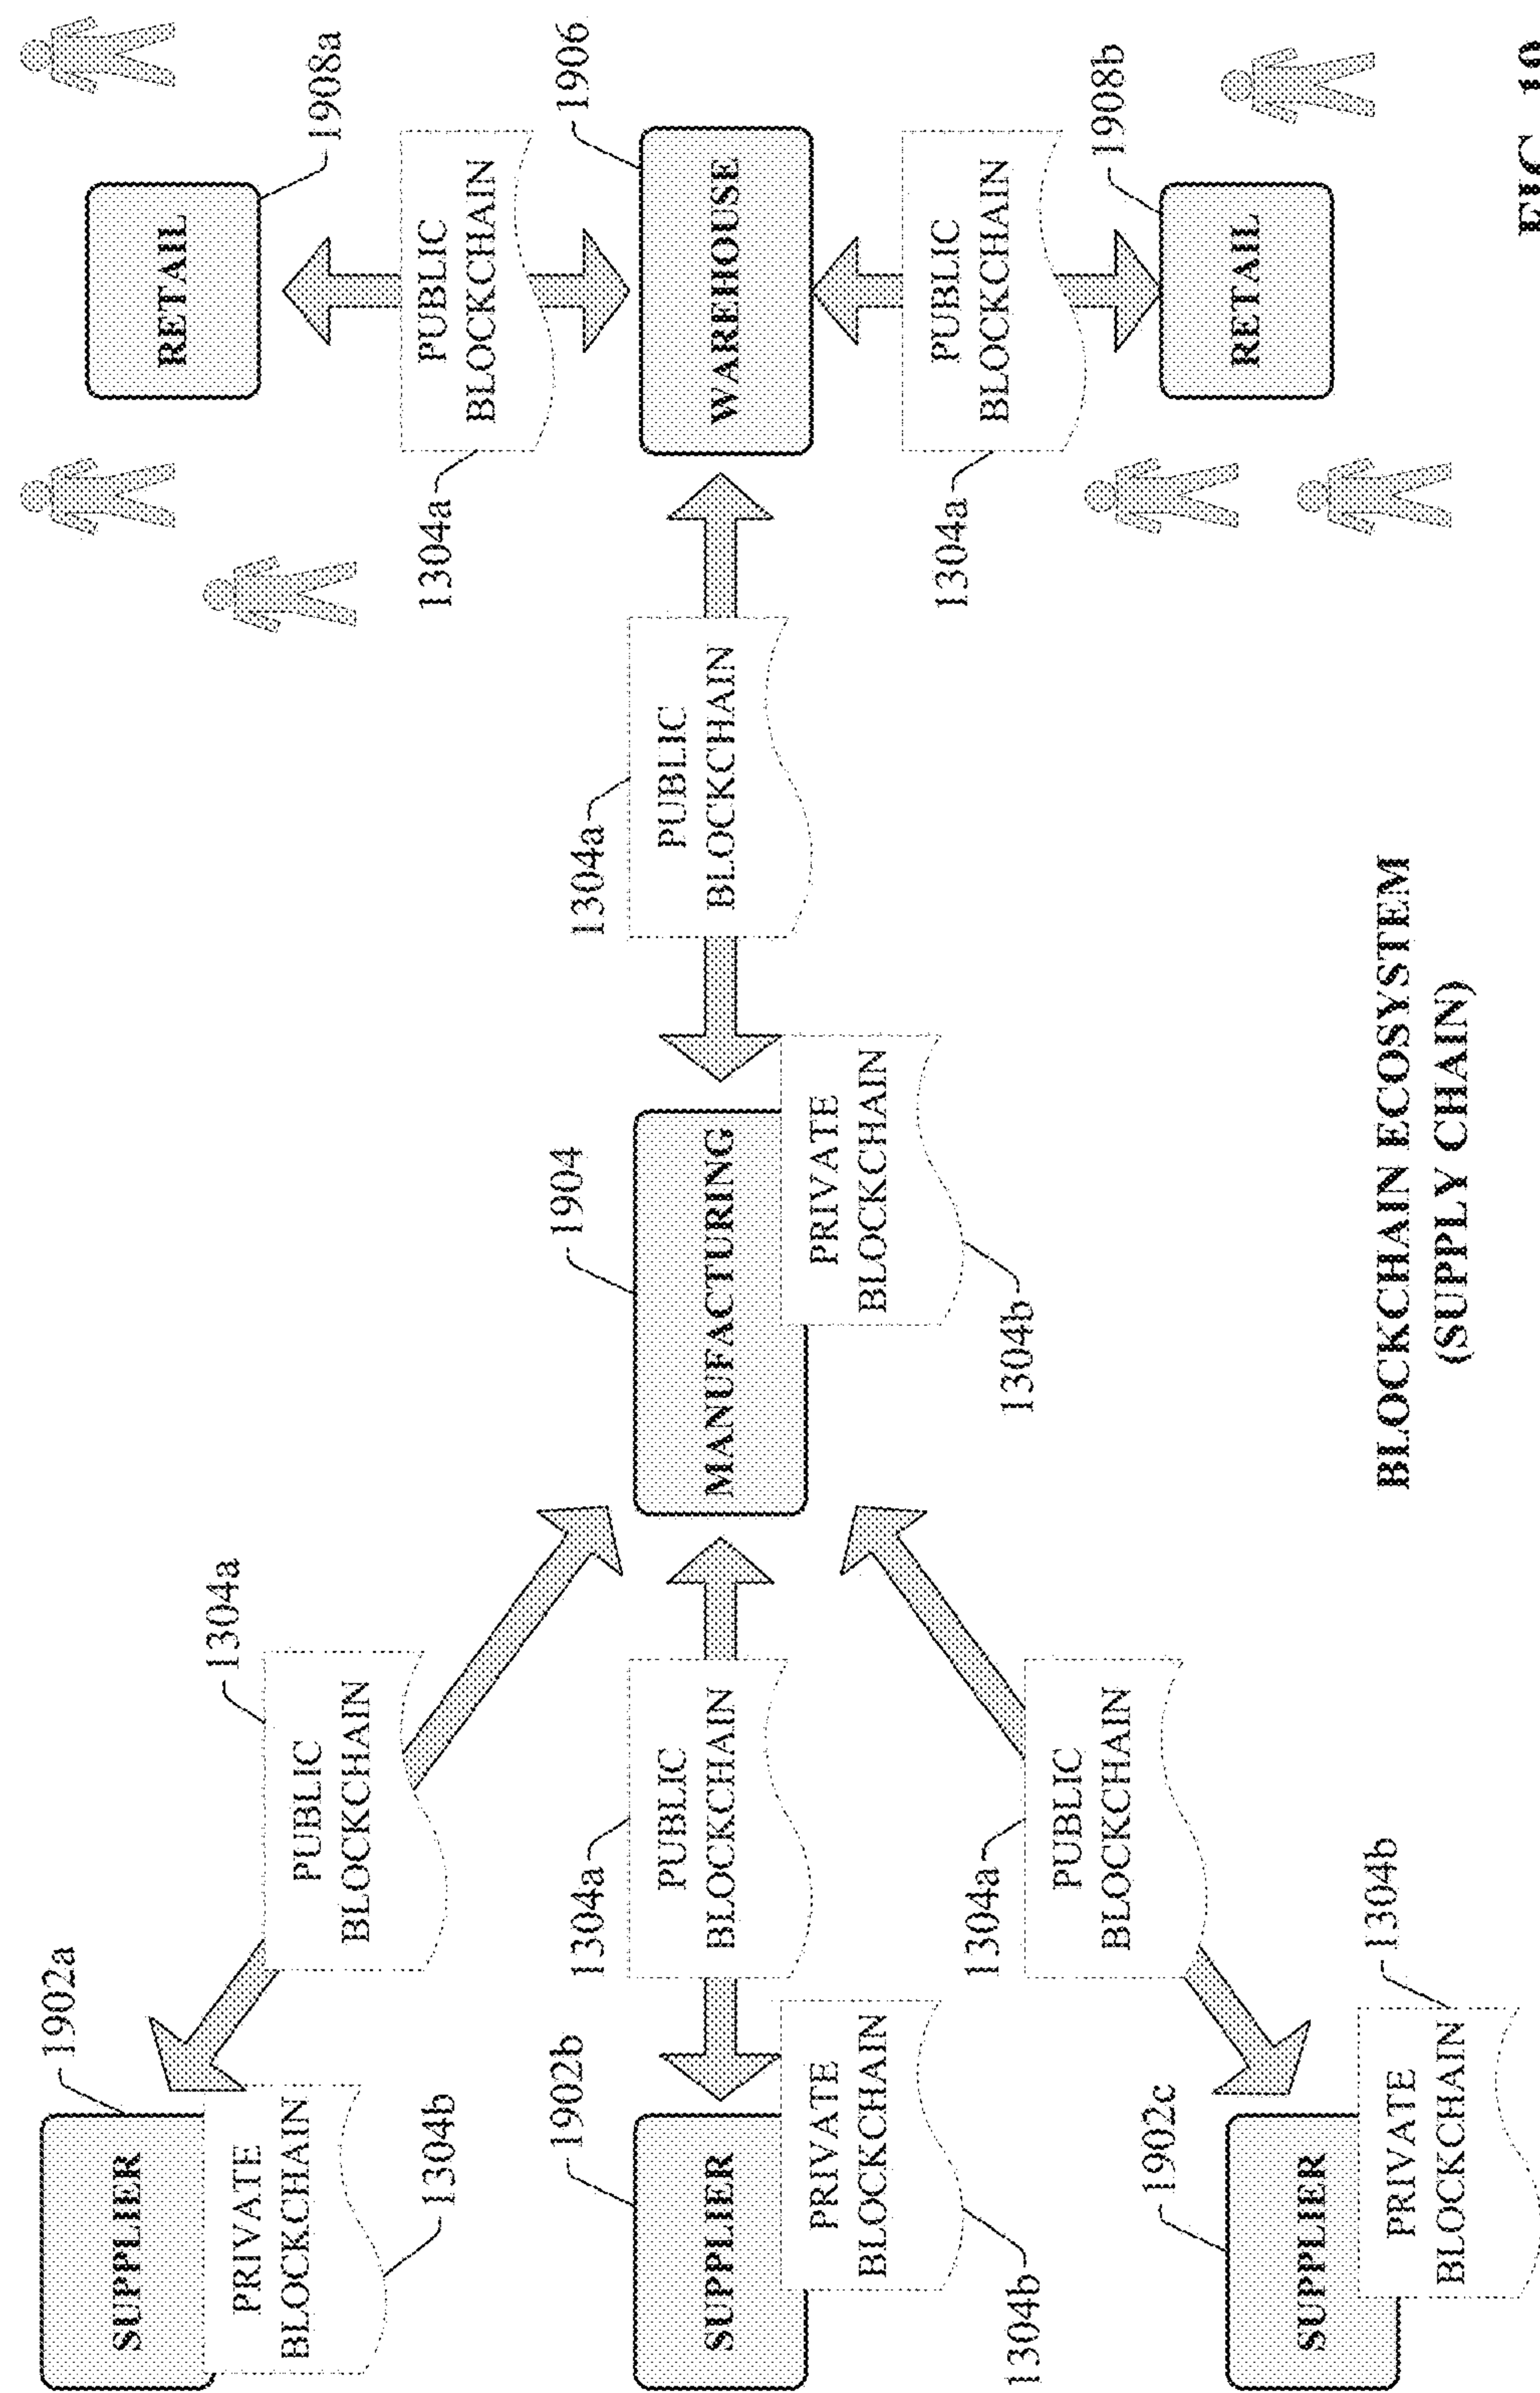 1902a
SUPPLIER
PRIVATE
BLOCKCHAIN
1304b
1304a
PUBLIC
BLOCKCHAIN
1902b
SUPPLIER
PRIVATE
BLOCKCHAIN
1304b
1304a
PUBLIC
BLOCKCHAIN
1902c
SUPPLIER
PRIVATE
BLOCKCHAIN
1304b
1304a
PUBLIC
BLOCKCHAIN
1904
MANUFACTURING
PRIVATE
BLOCKCHAIN
1304b
1304a
PUBLIC
BLOCKCHAIN
RETAIL
1908a
1304a
PUBLIC
BLOCKCHAIN
1906
WAREHOUSE
1304a
PUBLIC
BLOCKCHAIN
1908b
RETAIL
BLOCKCHAIN ECOSYSTEM
(SUPPLY CHAIN)
FIG. 19